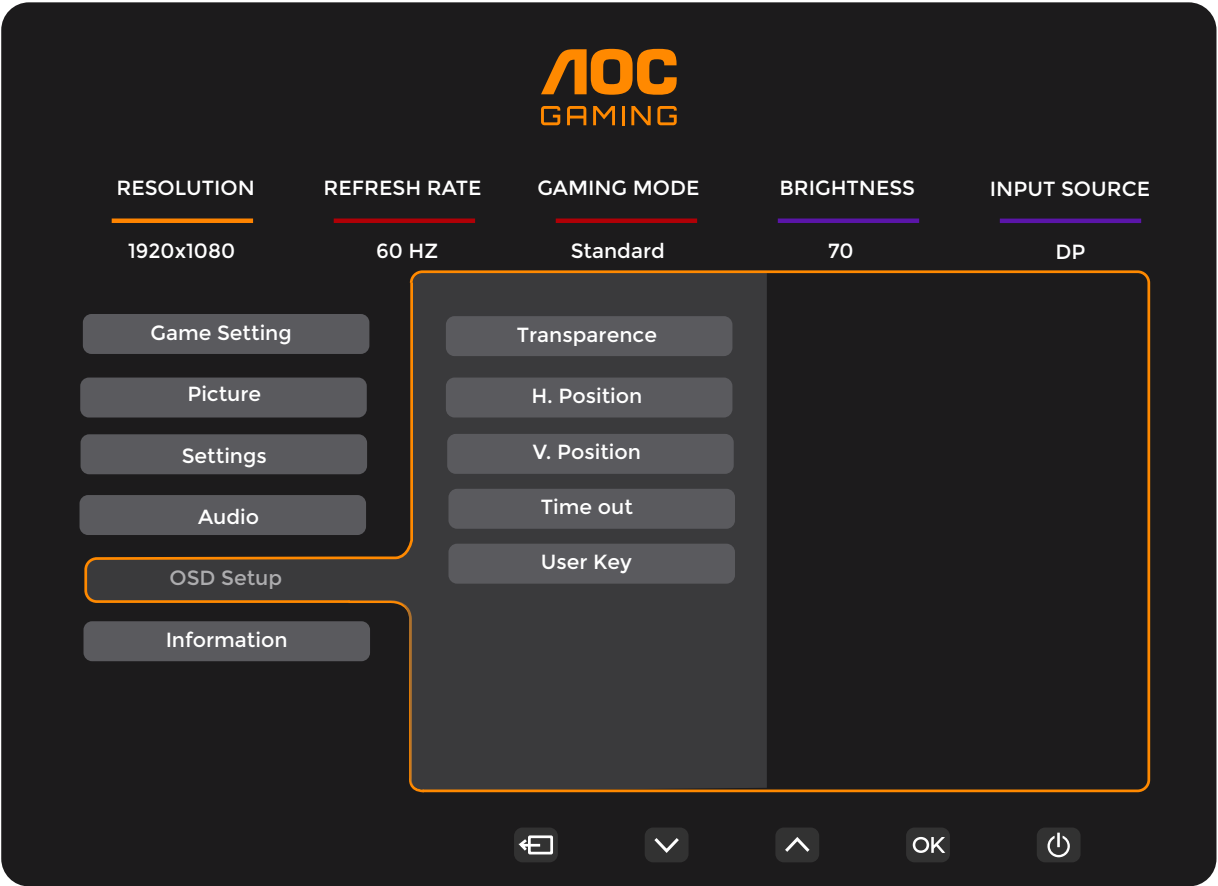 AOC
GAMING
RESOLUTION REFRESH RATE GAMING MODE BRIGHTNESS INPUT SOURCE
1920x1080 60 HZ Standard 70 DP
Game Setting Transparence
Picture H. Position
Settings V. Position
Audio Time out
OSD Setup User Key
Information
OK